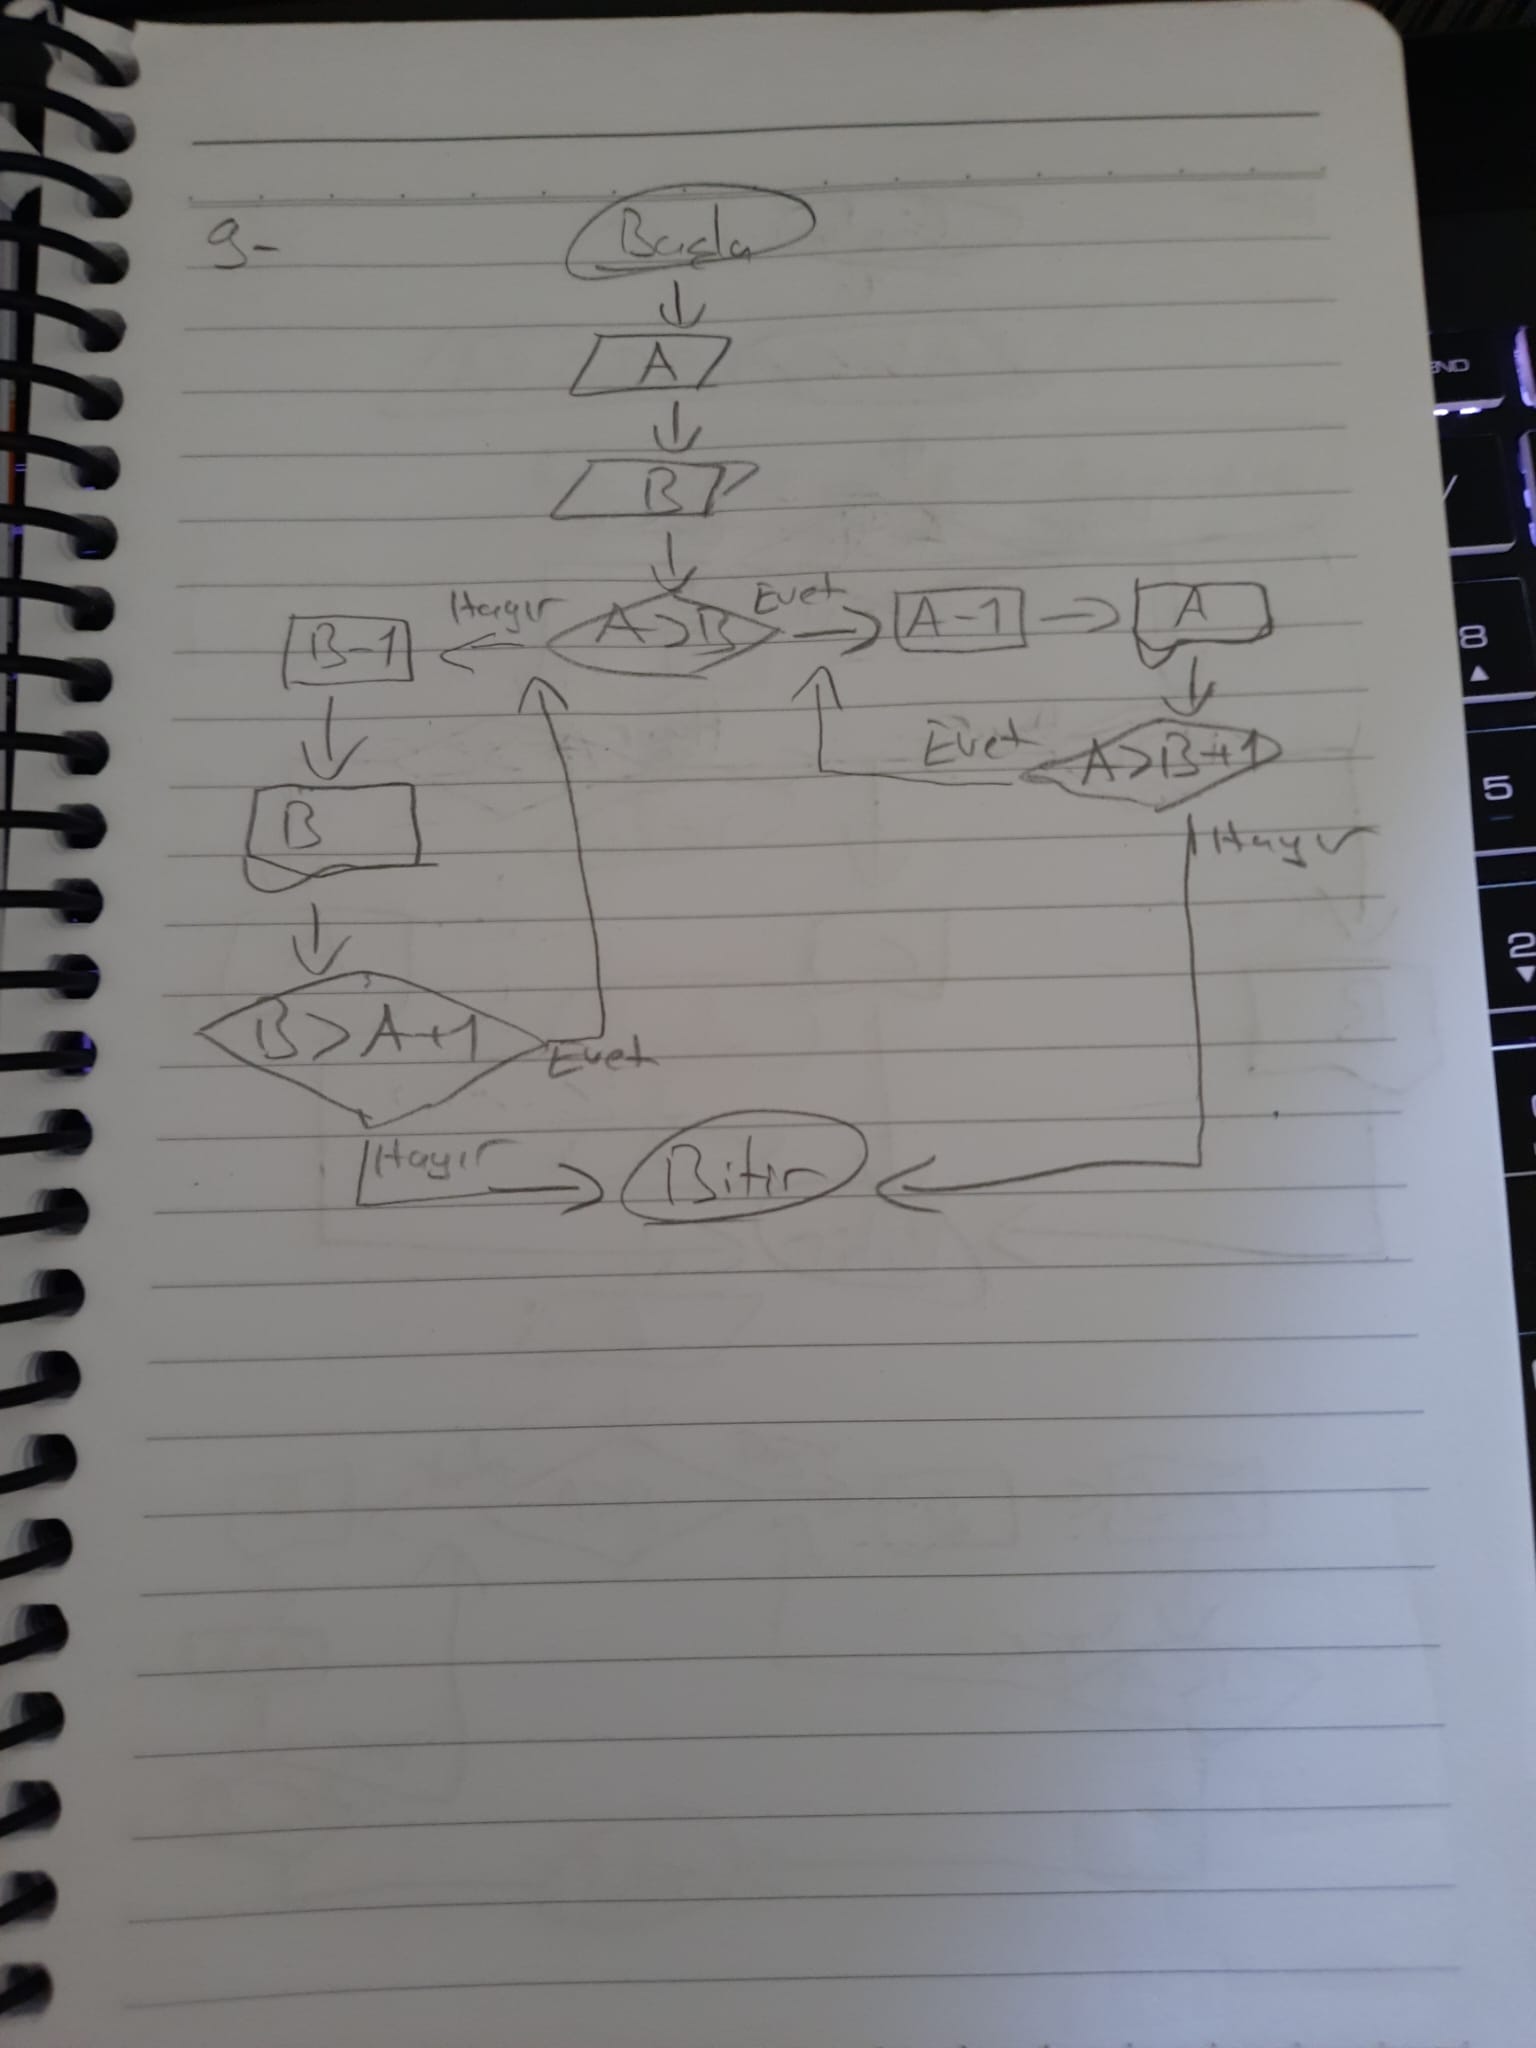 9-
Başla
A
B
Hayır A>B Evet
B-1
A-1
A
Evet A>B+1
Hayır
B
B>A+1
Evet
Hayır
Bitir
END
8
5
2